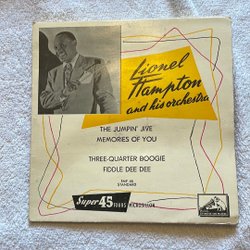 Lionel
Hampton
and his orchestra
THE JUMPIN' JIVE
MEMORIES OF YOU
THREE-QUARTER BOOGIE
FIDDLE DEE DEE
Super 45